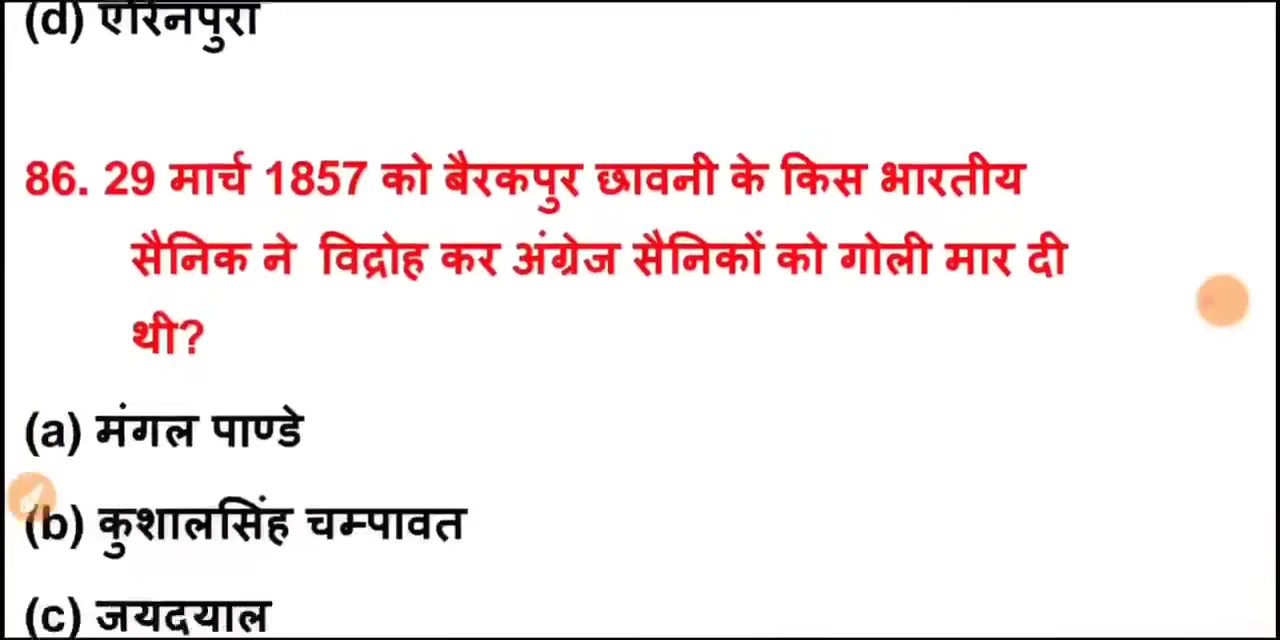 (d) एरिनपुरा
86. 29 मार्च 1857 को बैरकपुर छावनी के किस भारतीय
सैनिक ने विद्रोह कर अंग्रेज सैनिकों को गोली मार दी
थी?
(a) मंगल पाण्डे
(b) कुशालसिंह चम्पावत
(c) जयदयाल